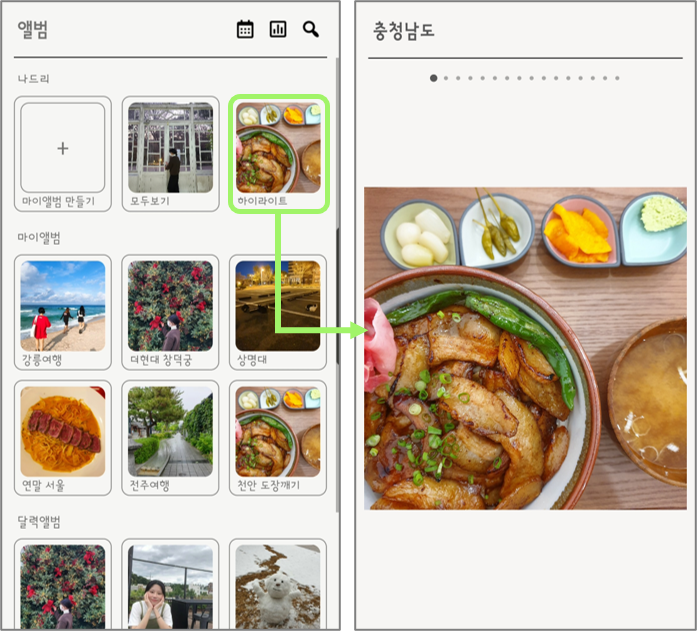 앨범
나드리
+
마이앨범 만들기
모두보기
하이라이트
마이앨범
강릉여행
더현대 창덕궁
상명대
연말 서울
전주여행
천안 도장깨기
달력앨범
충청남도